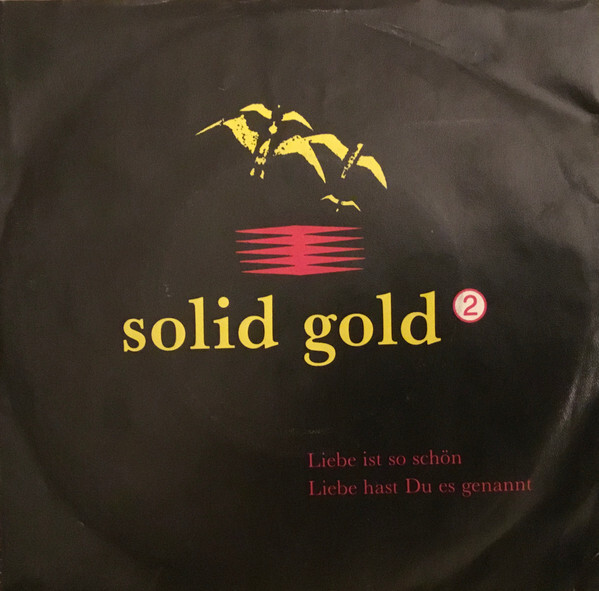 solid gold 2
Liebe ist so schön
Liebe hast Du es genannt